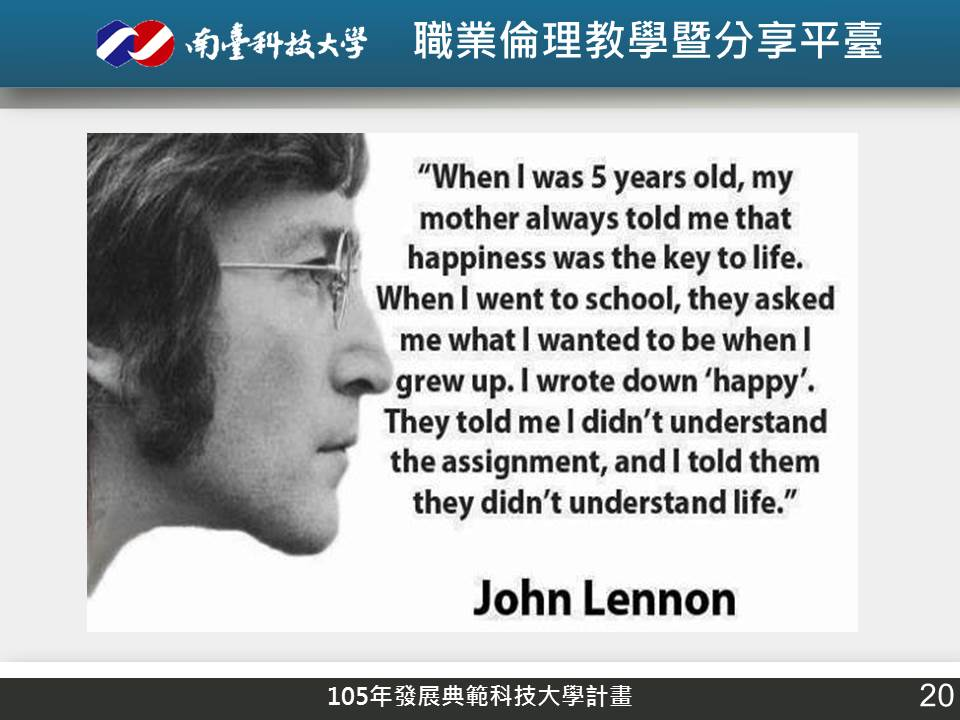 南臺科技大學 職業倫理教學暨分享平臺
“When I was 5 years old, my
mother always told me that
happiness was the key to life.
When I went to school, they asked
me what I wanted to be when I
grew up. I wrote down ‘happy’.
They told me I didn’t understand
the assignment, and I told them
they didn’t understand life.”
John Lennon
105年發展典範科技大學計畫 20